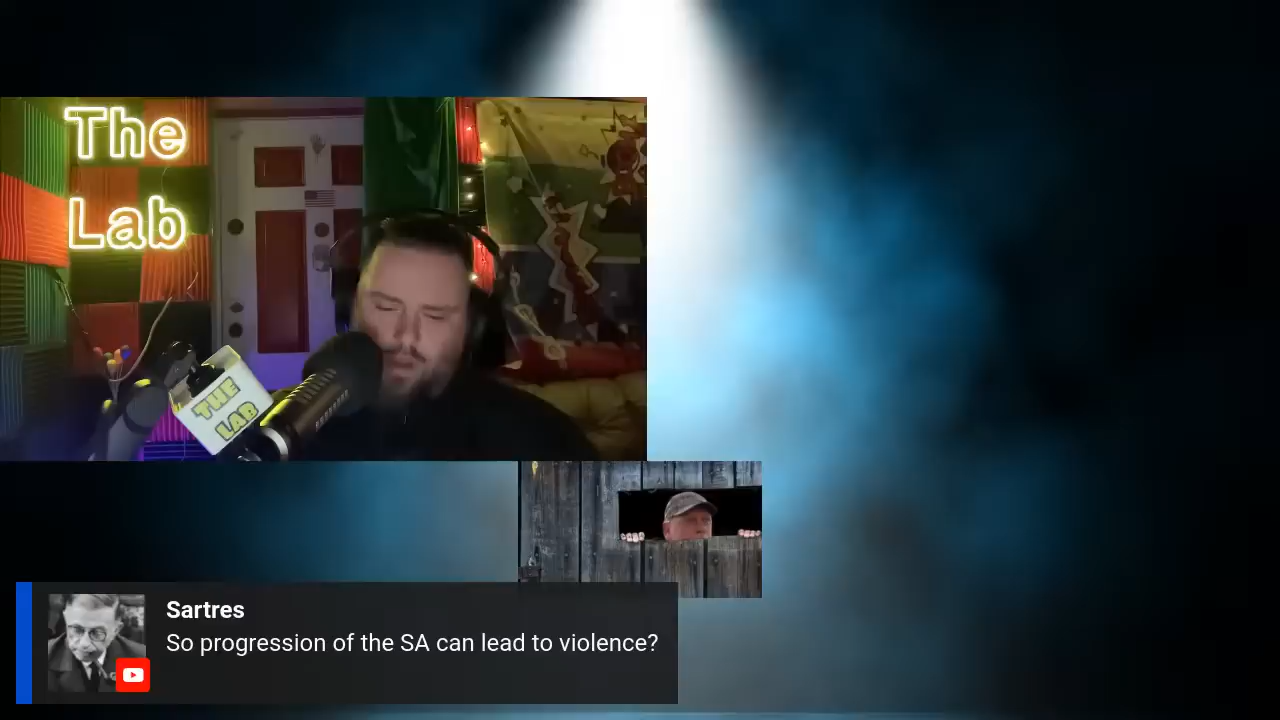 The
Lab
THE
LAB
Sartres
So progression of the SA can lead to violence?